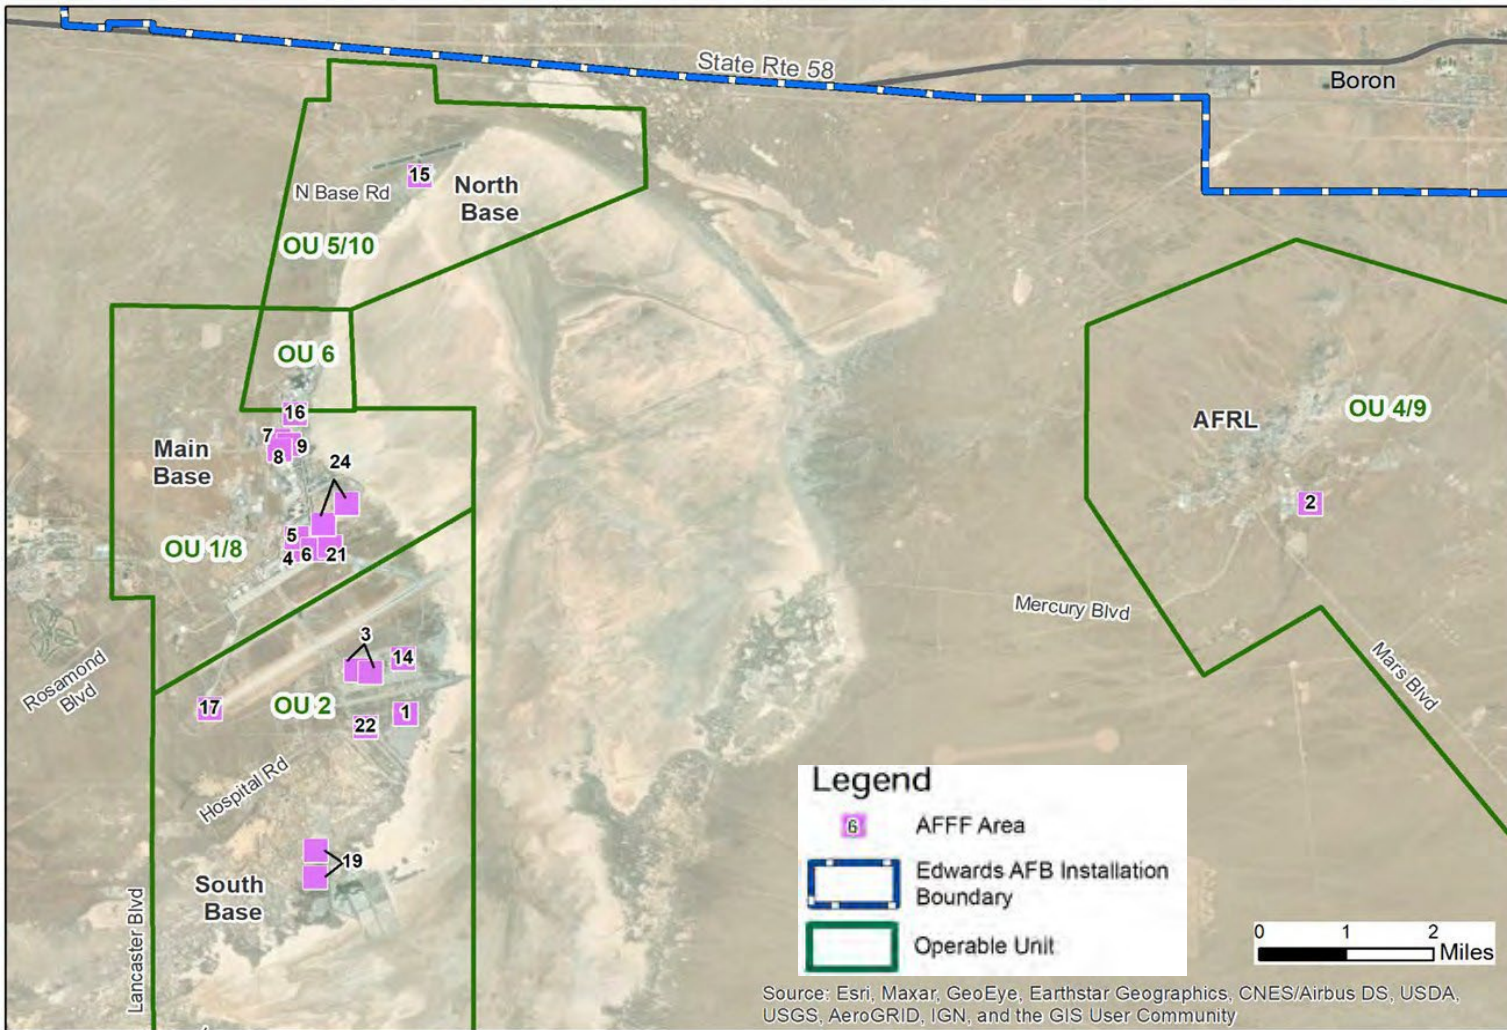 State Rte 58
Boron
15
N Base Rd
North
Base
OU 5/10
OU 6
16
7
9
8
Main
Base
24
AFRL
OU 4/9
2
5
OU 1/8
4
6
21
Mercury Blvd
3
14
Rosamond
Blvd
Mars Blvd
17
OU 2
1
22
Hospital Rd
19
South
Base
Lancaster Blvd
Legend
6
AFFF Area
Edwards AFB Installation
Boundary
Operable Unit
0 1 2
Miles
Source: Esri, Maxar, GeoEye, Earthstar Geographics, CNES/Airbus DS, USDA,
USGS, AeroGRID, IGN, and the GIS User Community